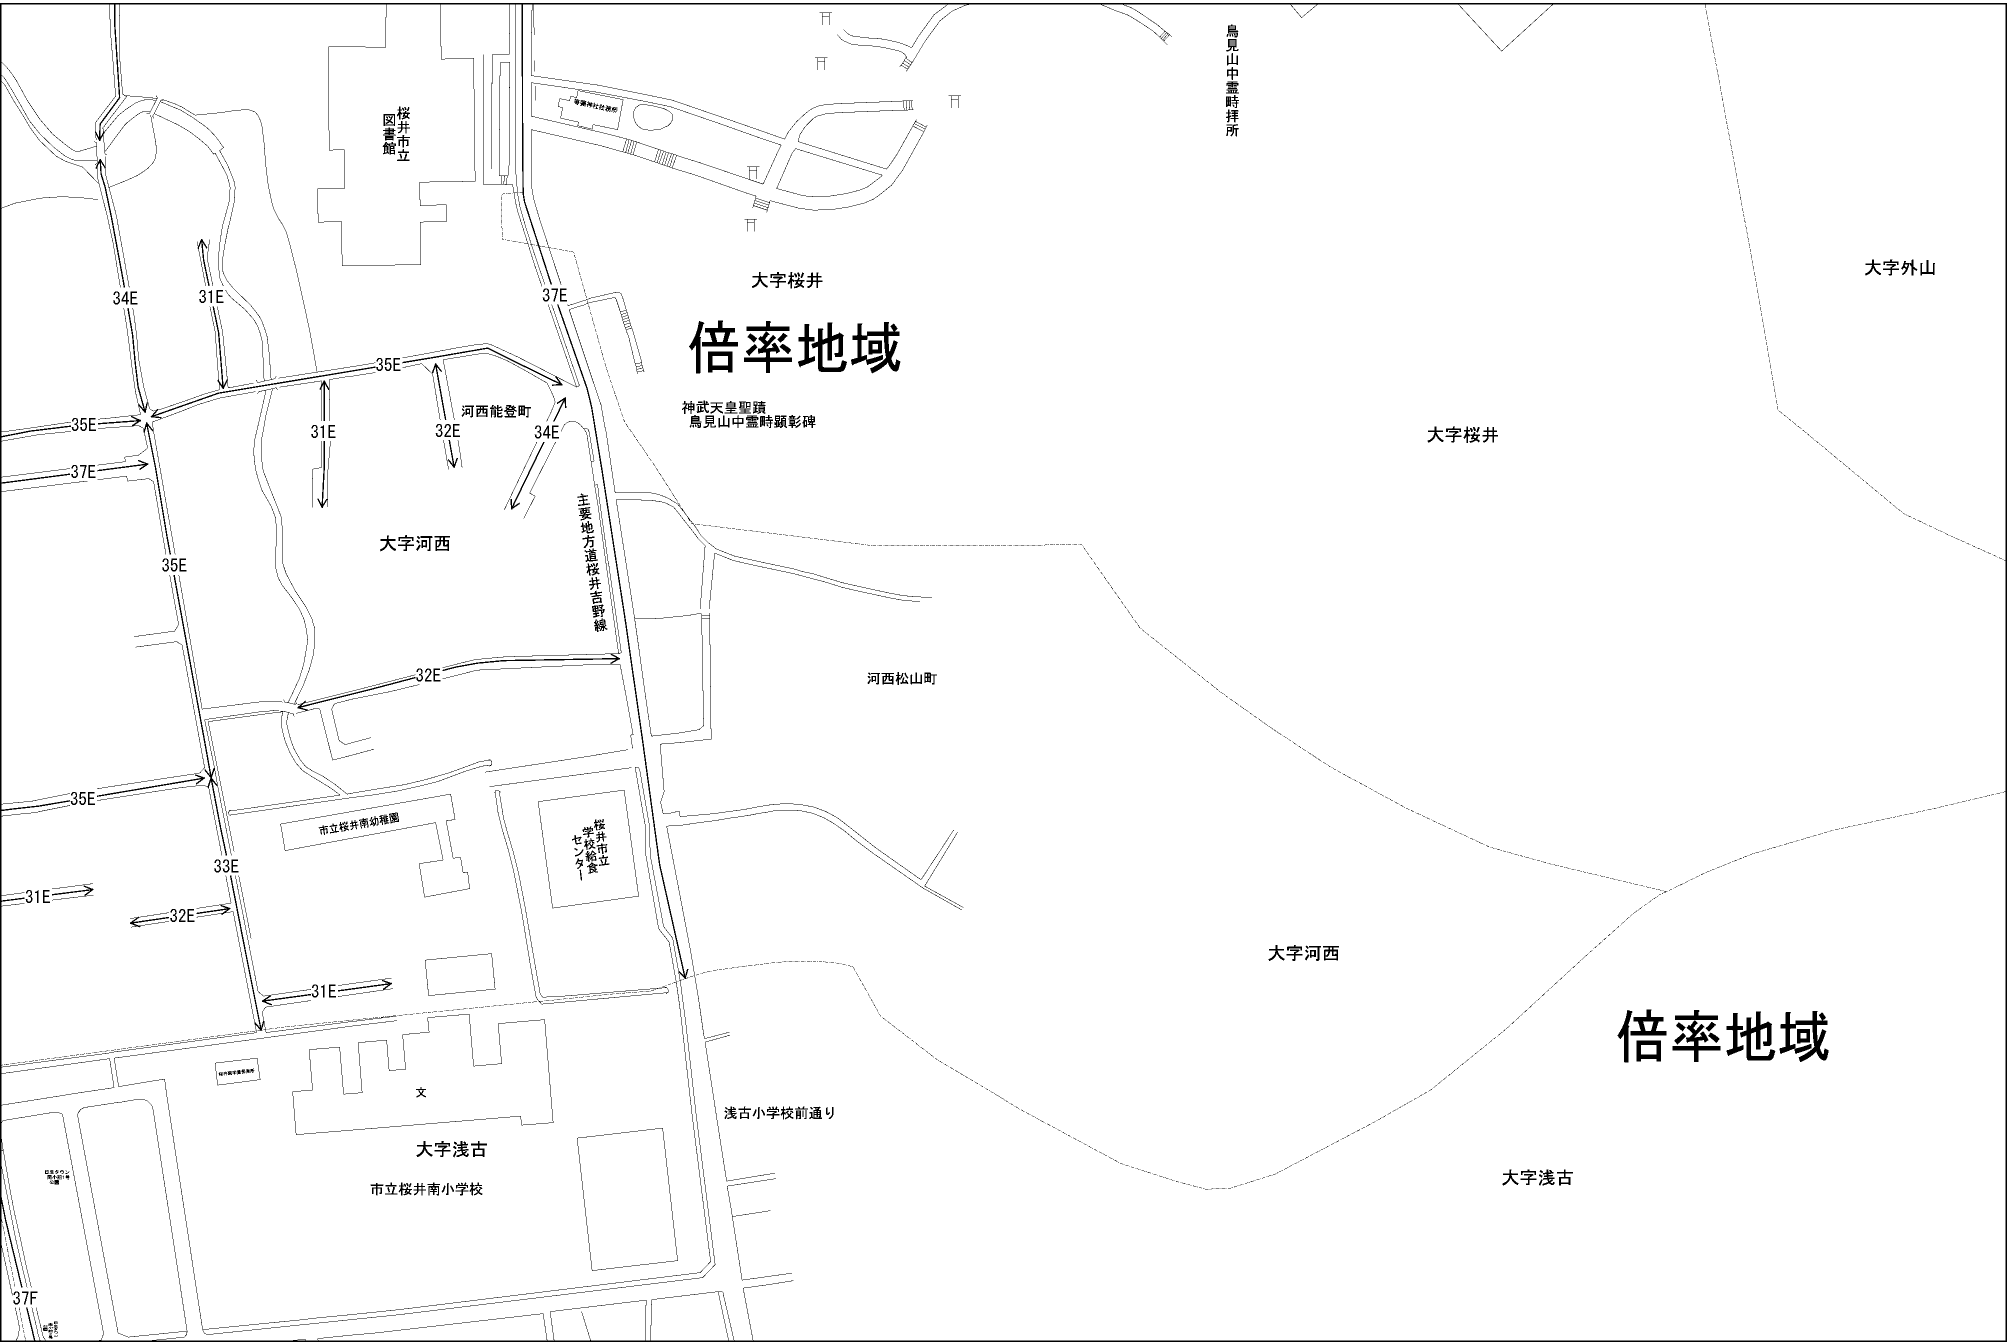 鳥見山中霊畤拝所
桜井市立
図書館
等彌神社社務所
大字桜井
大字外山
34E
31E
37E
倍率地域
35E
神武天皇聖蹟
鳥見山中霊畤顕彰碑
河西能登町
35E
31E
32E
34E
大字桜井
37E
主要地方道桜井吉野線
大字河西
35E
32E
河西松山町
35E
市立桜井南幼稚園
桜井市立
学校給食
センター
33E
31E
32E
大字河西
31E
倍率地域
文
浅古小学校前通り
大字浅古
大字浅古
市立桜井南小学校
37F